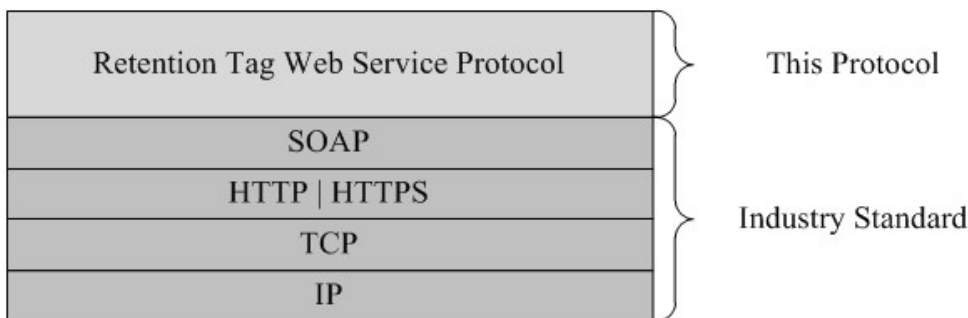 Retention Tag Web Service Protocol
This Protocol
SOAP
HTTP | HTTPS
TCP
IP
Industry Standard